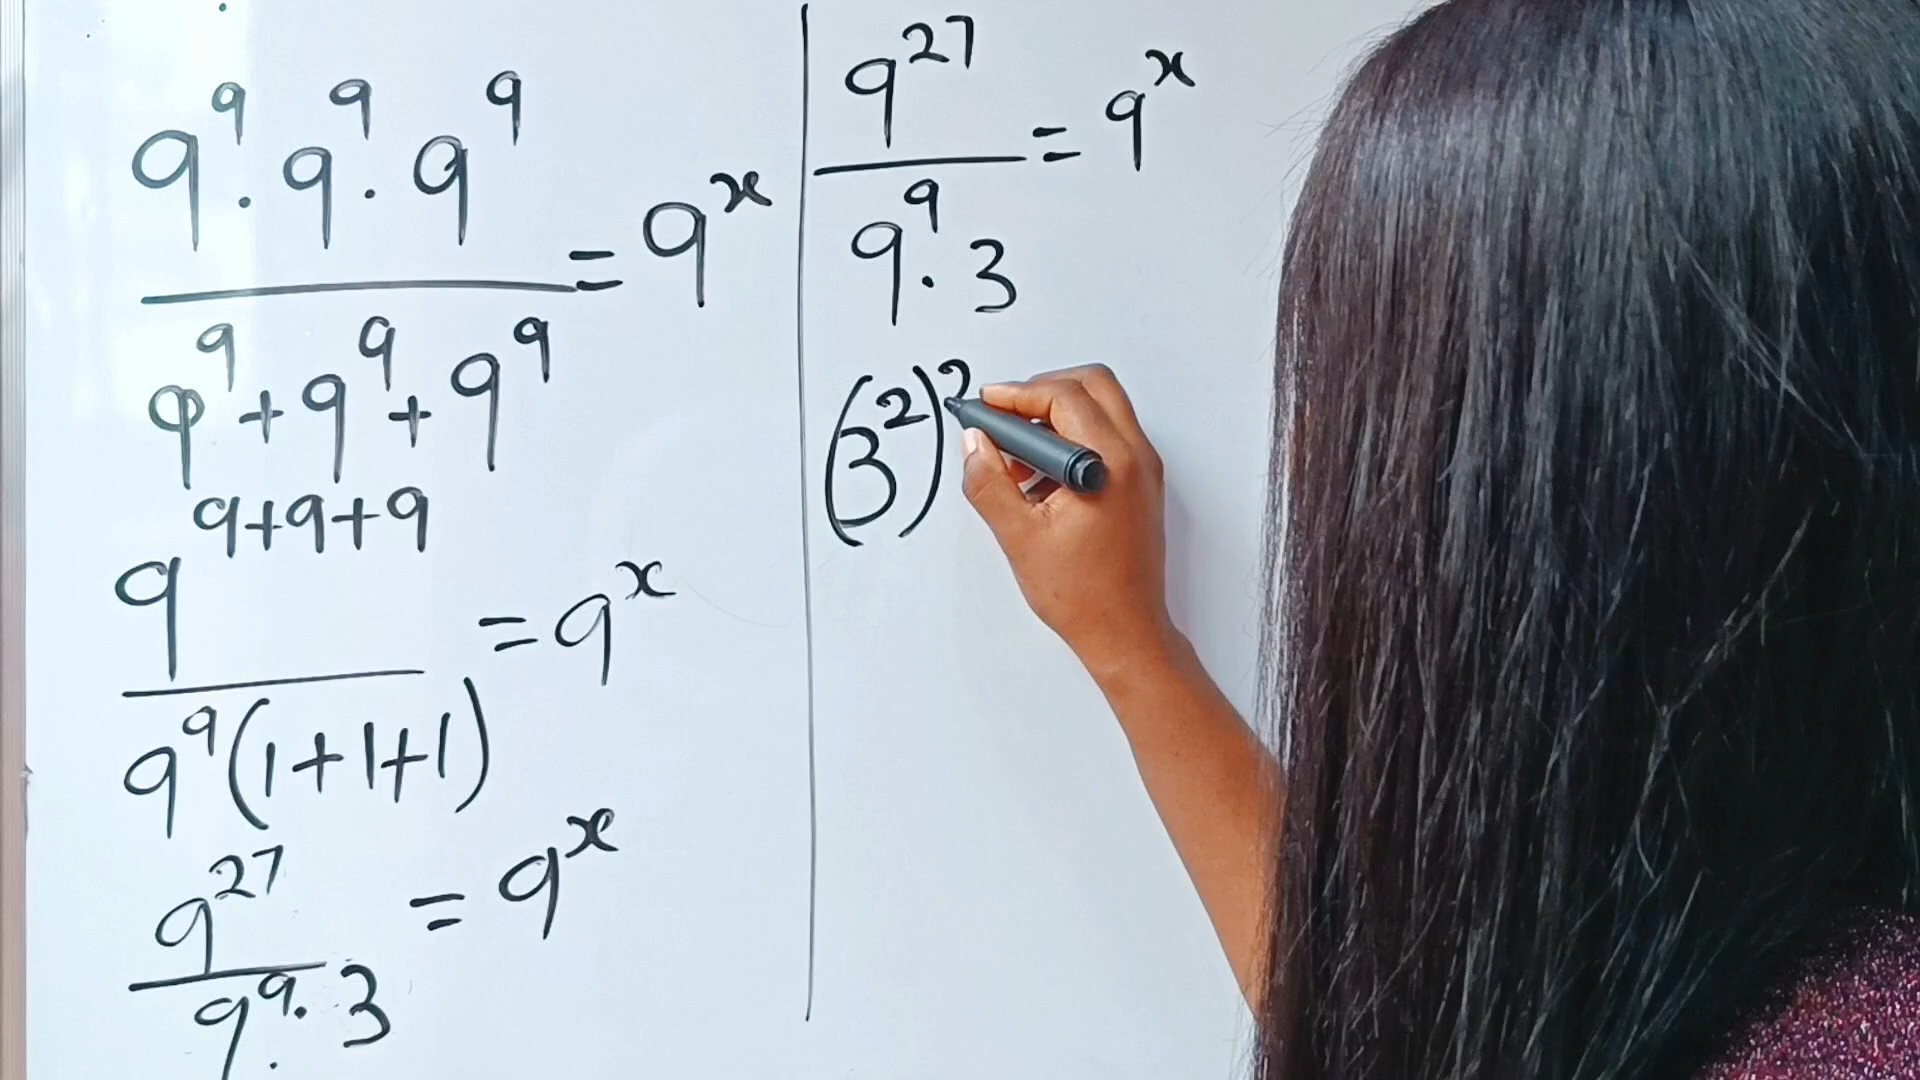 9⁹ · 9⁹ · 9⁹
───────── = 9ˣ
9⁹ + 9⁹ + 9⁹
9⁹⁺⁹⁺⁹
───────── = 9ˣ
9⁹(1+1+1)
9²⁷
───── = 9ˣ
9⁹ · 3
9²⁷
───── = 9ˣ
9⁹ · 3
(3²)²